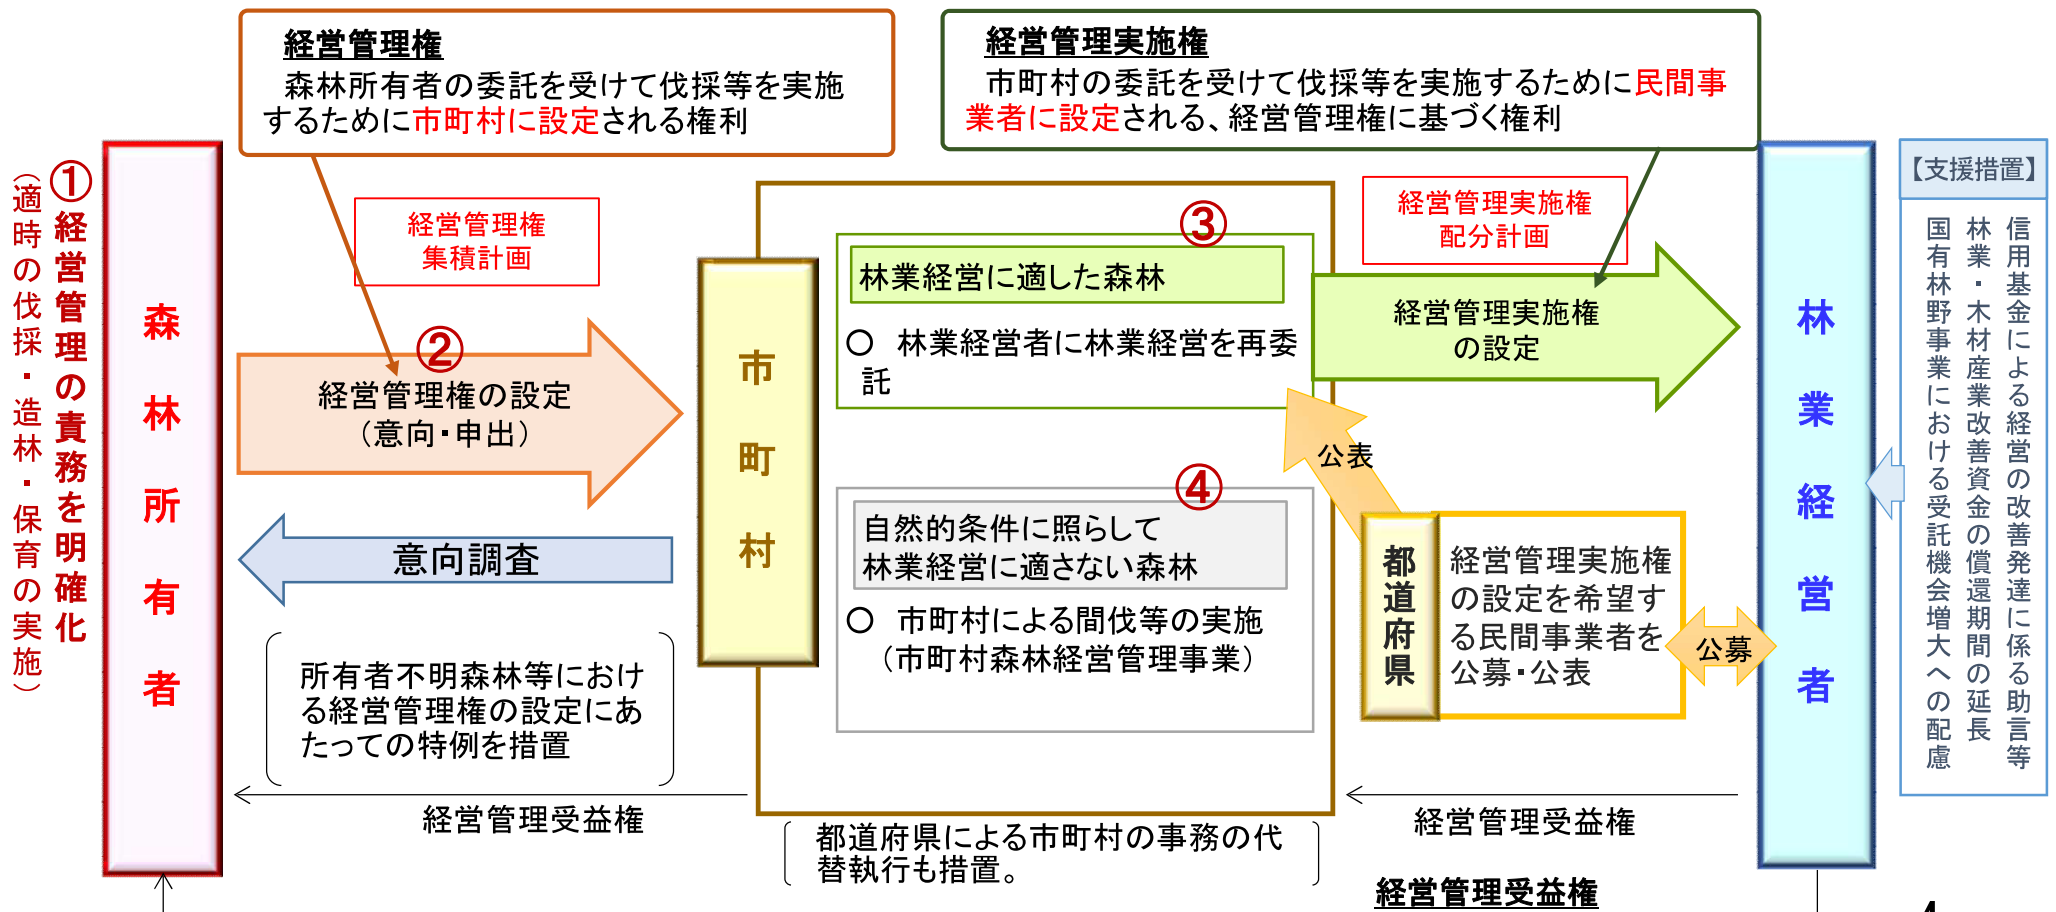 経営管理権
森林所有者の委託を受けて伐採等を実施
するために市町村に設定される権利
経営管理実施権
市町村の委託を受けて伐採等を実施するために民間事
業者に設定される、経営管理権に基づく権利
①経営管理の責務を明確化
（適時の伐採・造林・保育の実施）
森林所有者
経営管理権
集積計画
②
経営管理権の設定
（意向・申出）
意向調査
所有者不明森林等におけ
る経営管理権の設定にあ
たっての特例を措置
経営管理受益権
市町村
③
林業経営に適した森林
○　林業経営者に林業経営を再委
託
④
自然的条件に照らして
林業経営に適さない森林
○　市町村による間伐等の実施
（市町村森林経営管理事業）
都道府県による市町村の事務の代
替執行も措置。
経営管理実施権
配分計画
経営管理実施権
の設定
公表
都道府県
経営管理実施権
の設定を希望す
る民間事業者を
公募・公表
公募
経営管理受益権
経営管理受益権
林業経営者
【支援措置】
信用基金による経営の改善発達に係る助言等
林業・木材産業改善資金の償還期間の延長
国有林野事業における受託機会増大への配慮